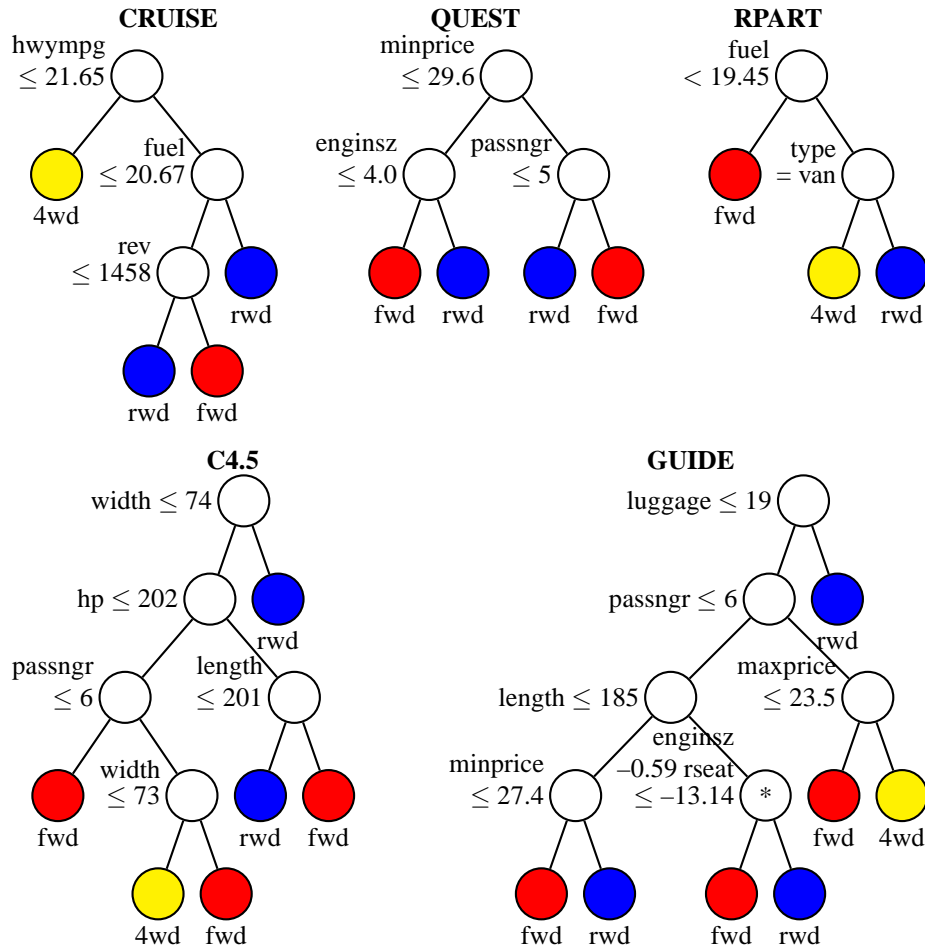 CRUISE
hwympg
≤ 21.65
4wd
fuel
≤ 20.67
rev
≤ 1458
rwd
rwd
fwd
QUEST
minprice
≤ 29.6
enginsz
≤ 4.0
passngr
≤ 5
fwd
rwd
rwd
fwd
RPART
fuel
< 19.45
fwd
type
= van
4wd
rwd
C4.5
width ≤ 74
hp ≤ 202
rwd
passngr
≤ 6
length
≤ 201
fwd
width
≤ 73
rwd
fwd
4wd
fwd
GUIDE
luggage ≤ 19
passngr ≤ 6
rwd
length ≤ 185
maxprice
≤ 23.5
minprice
≤ 27.4
enginsz
–0.59 rseat
≤ –13.14
*
fwd
4wd
fwd
rwd
fwd
rwd